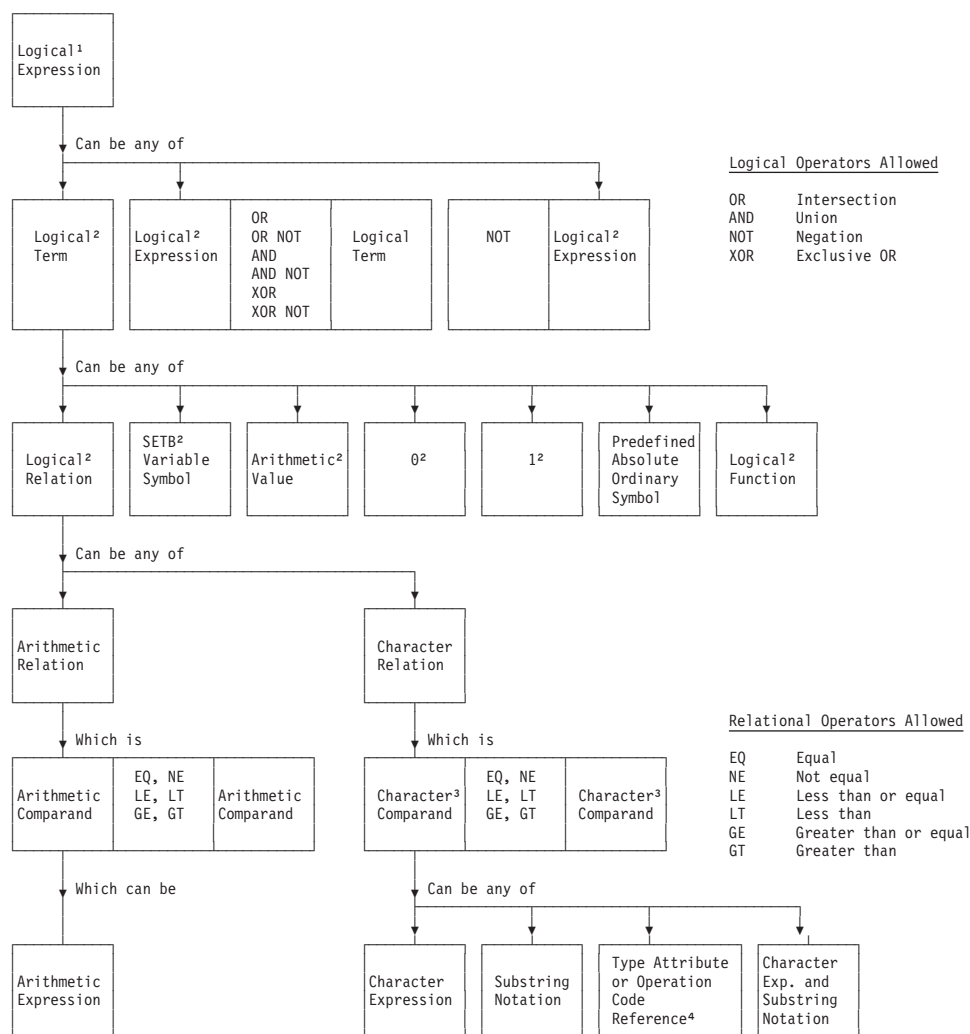 Logical¹
Expression
Can be any of
Logical Operators Allowed
OR Intersection
AND Union
NOT Negation
XOR Exclusive OR
Logical²
Term
Logical²
Expression
OR
OR NOT
AND
AND NOT
XOR
XOR NOT
Logical
Term
NOT
Logical²
Expression
Can be any of
Logical²
Relation
SETB²
Variable
Symbol
Arithmetic²
Value
0²
1²
Predefined
Absolute
Ordinary
Symbol
Logical²
Function
Can be any of
Arithmetic
Relation
Character
Relation
Which is
Which is
Relational Operators Allowed
EQ Equal
NE Not equal
LE Less than or equal
LT Less than
GE Greater than or equal
GT Greater than
Arithmetic
Comparand
EQ, NE
LE, LT
GE, GT
Arithmetic
Comparand
Character³
Comparand
EQ, NE
LE, LT
GE, GT
Character³
Comparand
Which can be
Can be any of
Arithmetic
Expression
Character
Expression
Substring
Notation
Type Attribute
or Operation
Code
Reference⁴
Character
Exp. and
Substring
Notation